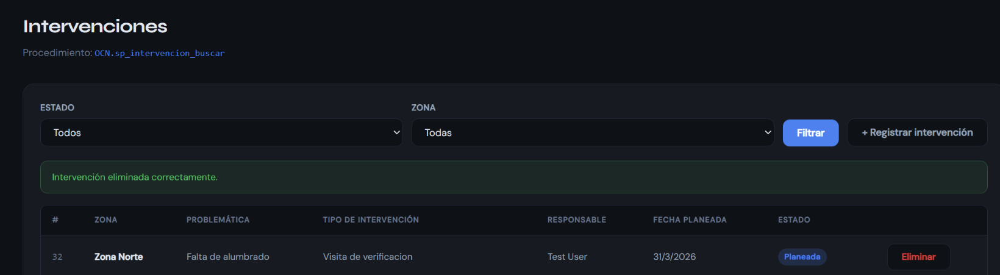 Intervenciones
Procedimiento: OCN.sp_intervencion_buscar
ESTADO ZONA
Todos Todas Filtrar + Registrar intervención
Intervención eliminada correctamente.
# ZONA PROBLEMÁTICA TIPO DE INTERVENCIÓN RESPONSABLE FECHA PLANEADA ESTADO
32 Zona Norte Falta de alumbrado Visita de verificacion Test User 31/3/2026 Planeada Eliminar